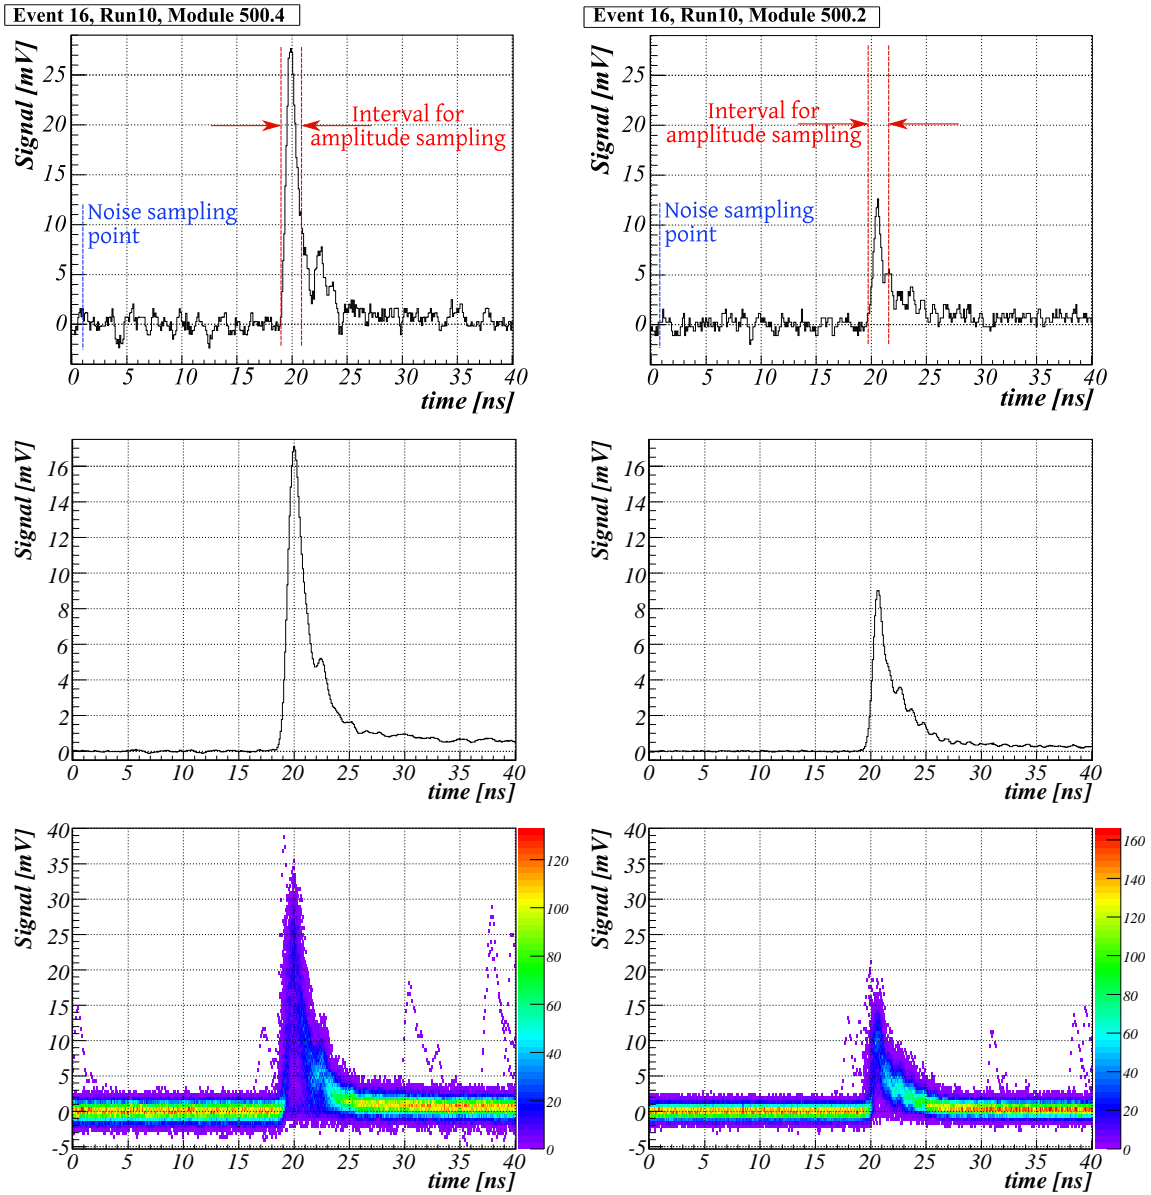 Event 16, Run10, Module 500.4
Signal [mV]
25
20
15
10
5
0
Interval for
amplitude sampling
Noise sampling
point
0 5 10 15 20 25 30 35 40
time [ns]
Event 16, Run10, Module 500.2
Signal [mV]
25
20
15
10
5
0
Interval for
amplitude sampling
Noise sampling
point
0 5 10 15 20 25 30 35 40
time [ns]
Signal [mV]
16
14
12
10
8
6
4
2
0
0 5 10 15 20 25 30 35 40
time [ns]
Signal [mV]
16
14
12
10
8
6
4
2
0
0 5 10 15 20 25 30 35 40
time [ns]
Signal [mV]
40
35
30
25
20
15
10
5
0
-5
0 5 10 15 20 25 30 35 40
time [ns]
120
100
80
60
40
20
0
Signal [mV]
40
35
30
25
20
15
10
5
0
-5
0 5 10 15 20 25 30 35 40
time [ns]
160
140
120
100
80
60
40
20
0